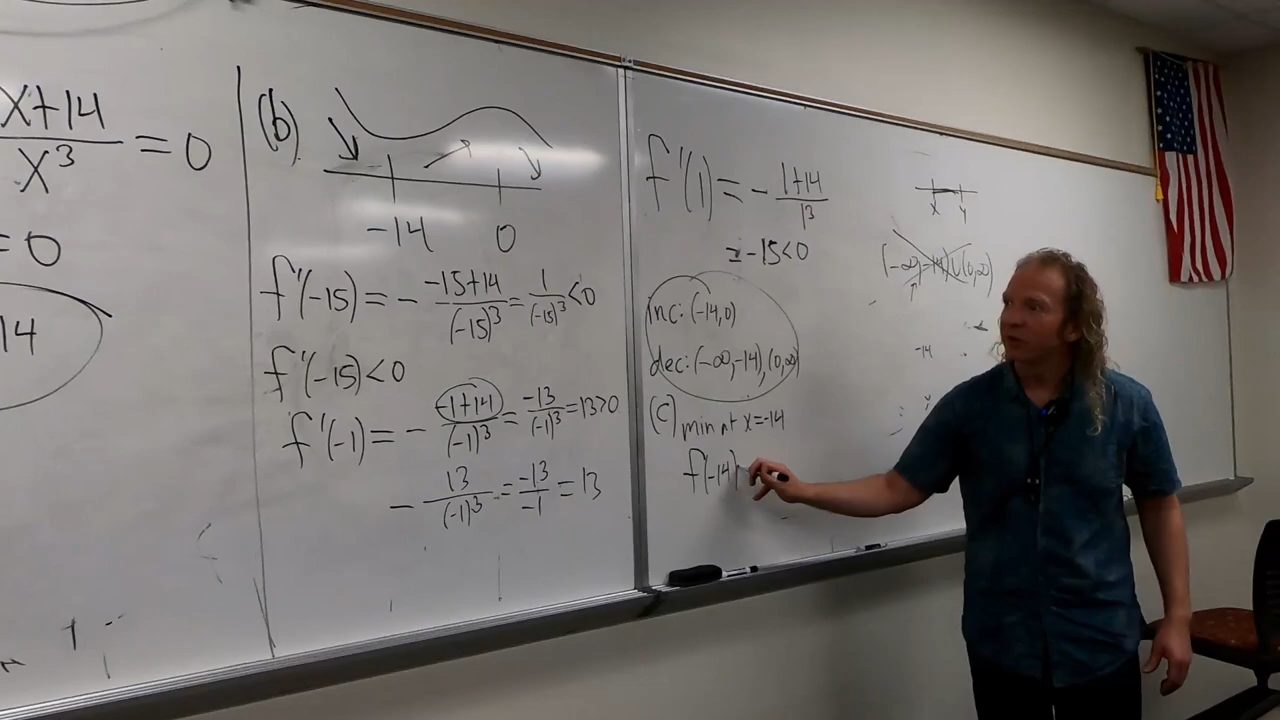 x+14/x³ = 0
= 0
14
(b)
-14 0
f'(-15) = - -15+14/(-15)³ = 1/(-15)³ <0
f'(-15) < 0
f'(-1) = - -1+14/(-1)³ = -13/(-1)³ = 13>0
- 13/(-1)³ = -13/-1 = 13
f'(1) = - 1+14/1³
= -15<0
inc: (-14,0)
dec: (-∞,-14),(0,∞)
(c) min at x=-14
f(-14)
x y
(-∞,-14)∪(0,∞)
-14